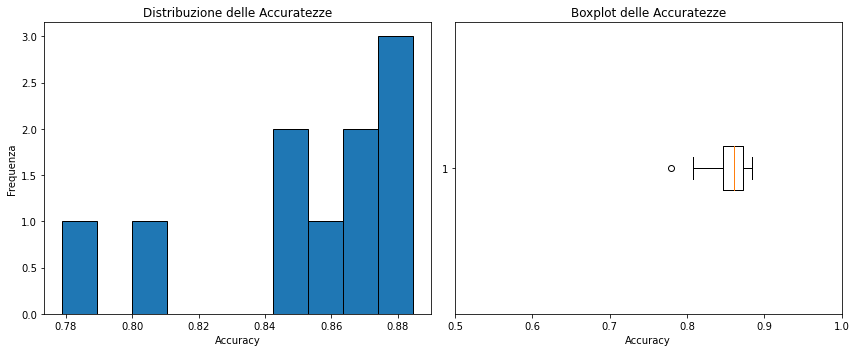 Distribuzione delle Accuratezze
3.0
2.5
2.0
1.5
1.0
0.5
0.0
Frequenza
0.78 0.80 0.82 0.84 0.86 0.88
Accuracy
Boxplot delle Accuratezze
1
0.5 0.6 0.7 0.8 0.9 1.0
Accuracy